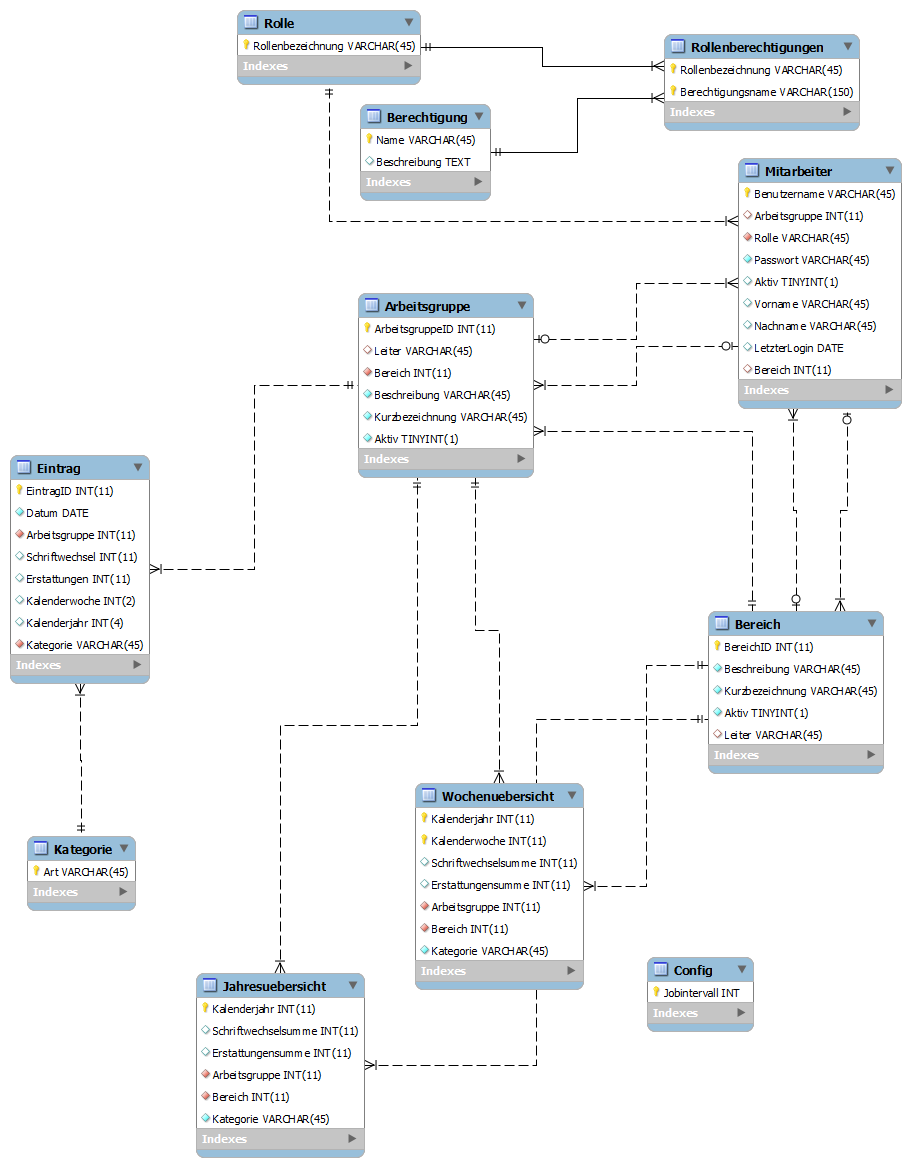 Rolle
Rollenbezeichnung VARCHAR(45)
Indexes
Rollenberechtigungen
Rollenbezeichnung VARCHAR(45)
Berechtigungsname VARCHAR(150)
Indexes
Berechtigung
Name VARCHAR(45)
Beschreibung TEXT
Indexes
Mitarbeiter
Benutzername VARCHAR(45)
Arbeitsgruppe INT(11)
Rolle VARCHAR(45)
Passwort VARCHAR(45)
Aktiv TINYINT(1)
Vorname VARCHAR(45)
Nachname VARCHAR(45)
LetzterLogin DATE
Bereich INT(11)
Indexes
Arbeitsgruppe
ArbeitsgruppeID INT(11)
Leiter VARCHAR(45)
Bereich INT(11)
Beschreibung VARCHAR(45)
Kurzbezeichnung VARCHAR(45)
Aktiv TINYINT(1)
Indexes
Eintrag
EintragID INT(11)
Datum DATE
Arbeitsgruppe INT(11)
Schriftwechsel INT(11)
Erstattungen INT(11)
Kalenderwoche INT(2)
Kalenderjahr INT(4)
Kategorie VARCHAR(45)
Indexes
Bereich
BereichID INT(11)
Beschreibung VARCHAR(45)
Kurzbezeichnung VARCHAR(45)
Aktiv TINYINT(1)
Leiter VARCHAR(45)
Indexes
Kategorie
Art VARCHAR(45)
Indexes
Wochenuebersicht
Kalenderjahr INT(11)
Kalenderwoche INT(11)
Schriftwechselsumme INT(11)
Erstattungensumme INT(11)
Arbeitsgruppe INT(11)
Bereich INT(11)
Kategorie VARCHAR(45)
Indexes
Config
Jobintervall INT
Indexes
Jahresuebersicht
Kalenderjahr INT(11)
Schriftwechselsumme INT(11)
Erstattungensumme INT(11)
Arbeitsgruppe INT(11)
Bereich INT(11)
Kategorie VARCHAR(45)
Indexes